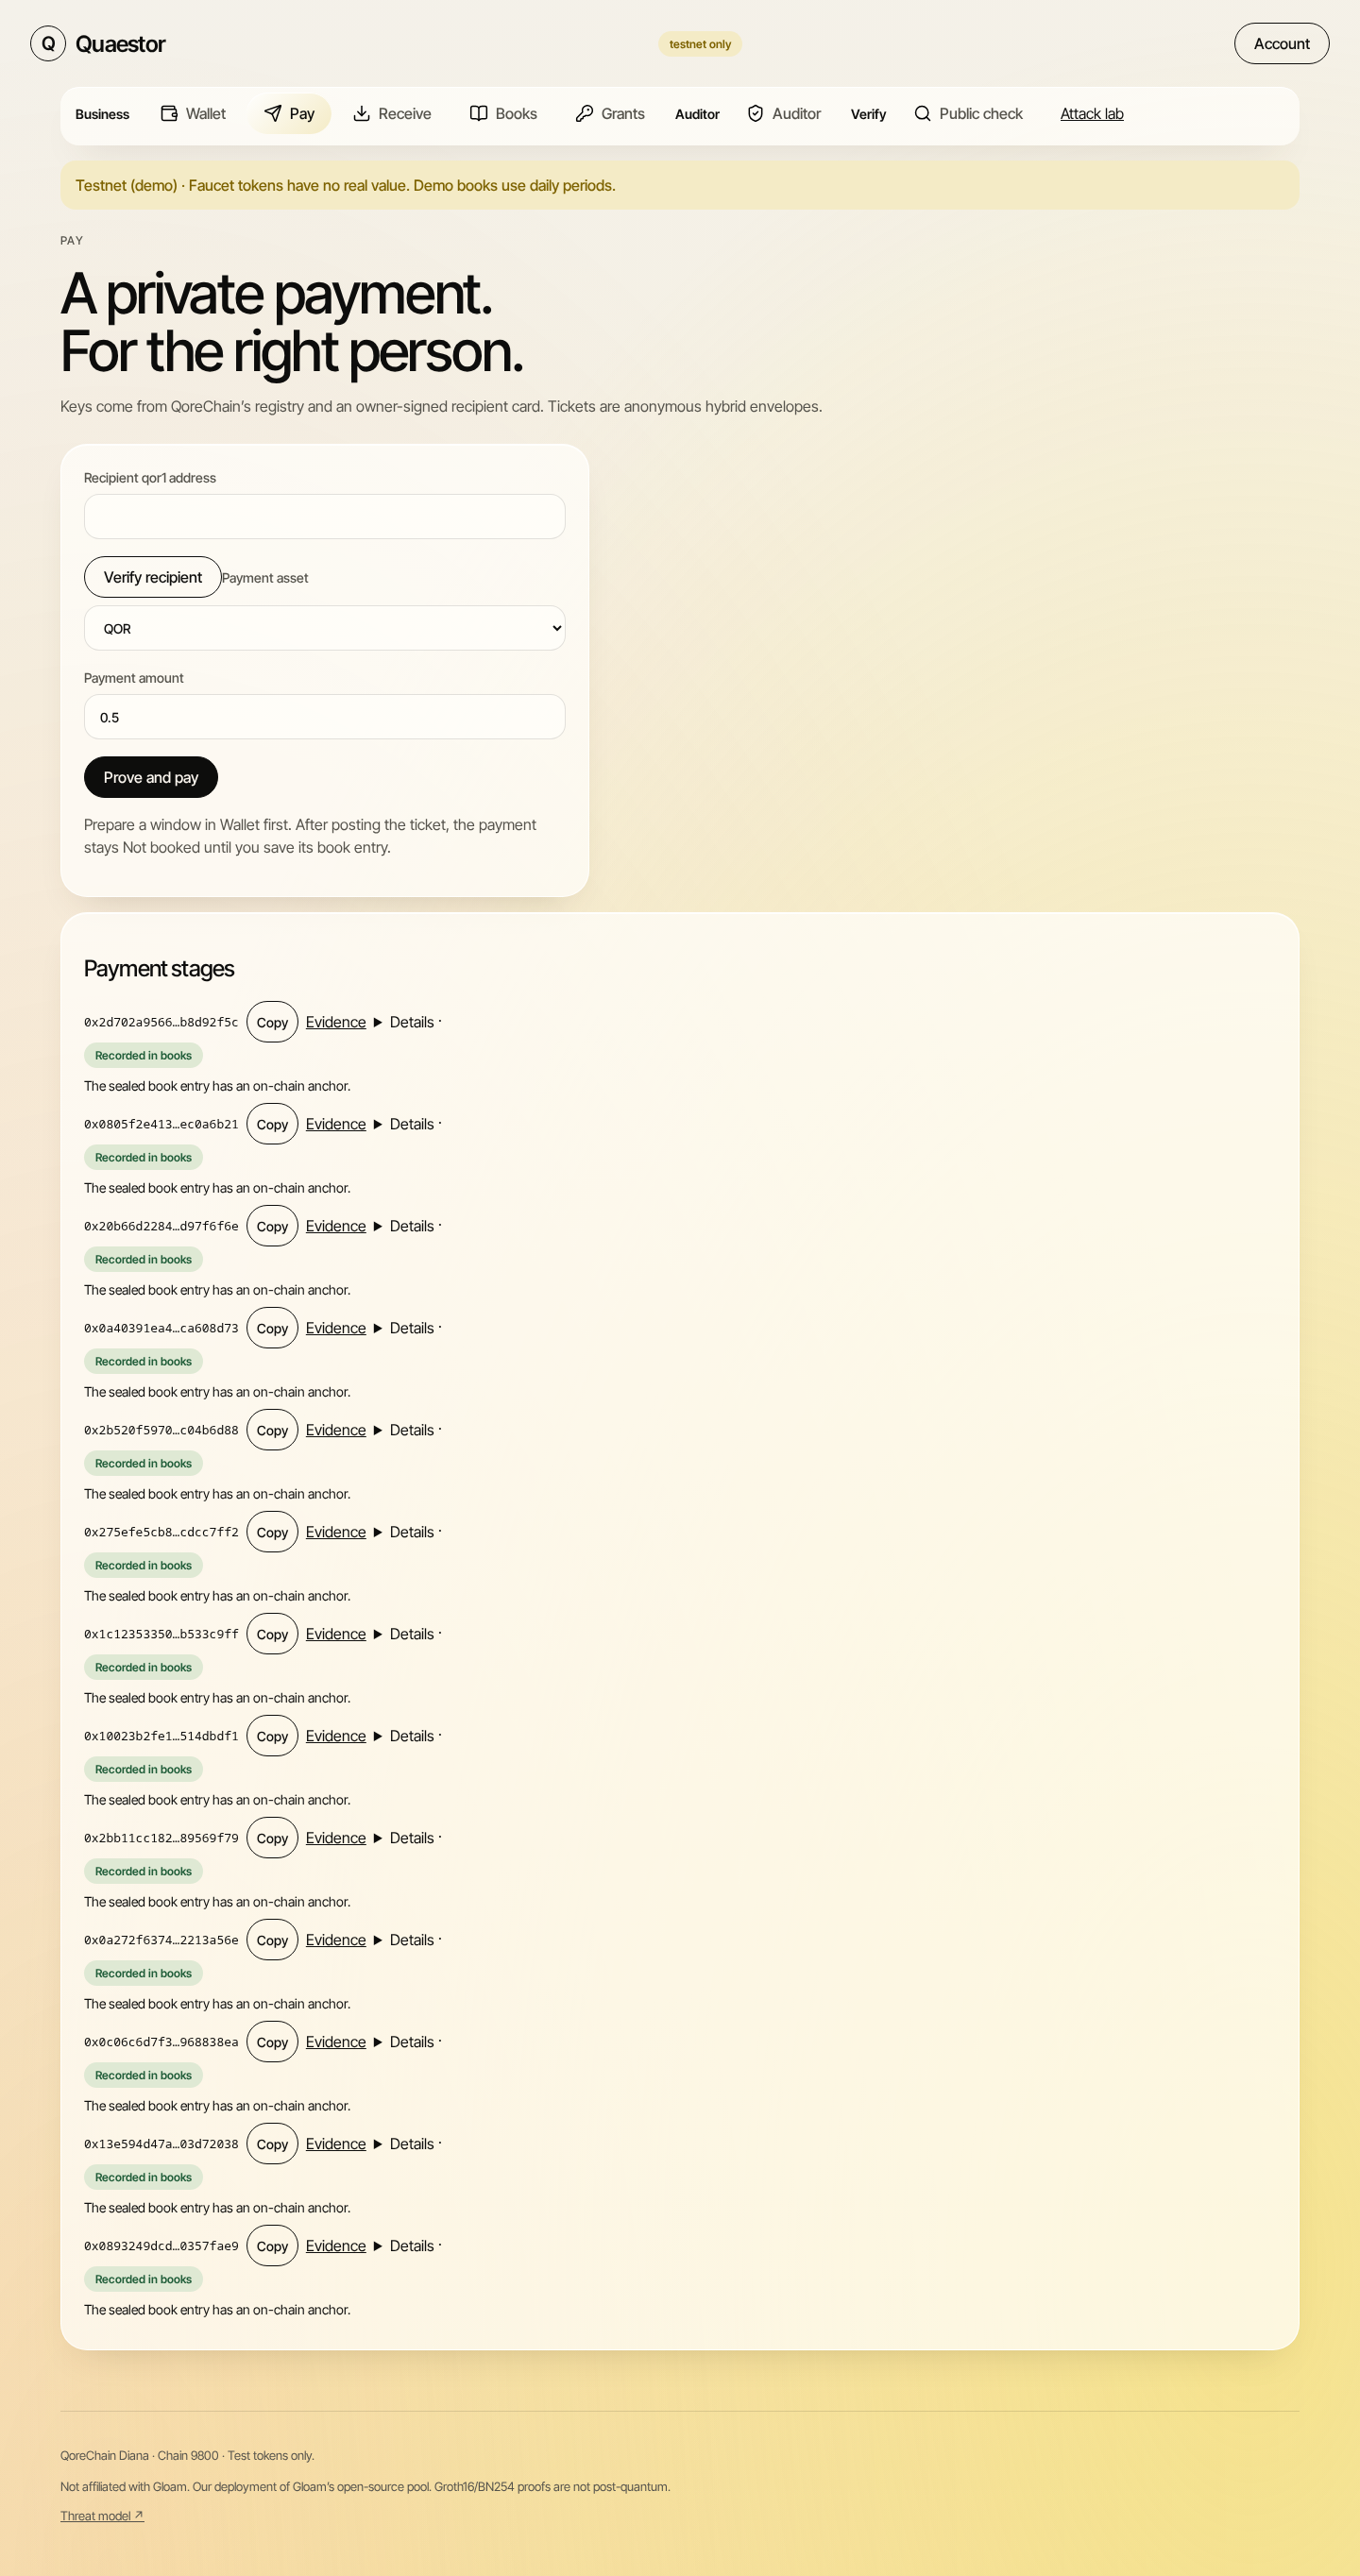 Q Quaestor
testnet only
Account
Business Wallet Pay Receive Books Grants Auditor Auditor Verify Public check Attack lab
Testnet (demo) · Faucet tokens have no real value. Demo books use daily periods.
PAY
A private payment.
For the right person.
Keys come from QoreChain’s registry and an owner-signed recipient card. Tickets are anonymous hybrid envelopes.
Recipient qor1 address
Verify recipient Payment asset
QOR
Payment amount
0.5
Prove and pay
Prepare a window in Wallet first. After posting the ticket, the payment
stays Not booked until you save its book entry.
Payment stages
0x2d702a9566…b8d92f5c Copy Evidence ▶ Details ·
Recorded in books
The sealed book entry has an on-chain anchor.
0x0805f2e413…ec0a6b21 Copy Evidence ▶ Details ·
Recorded in books
The sealed book entry has an on-chain anchor.
0x20b66d2284…d97f6f6e Copy Evidence ▶ Details ·
Recorded in books
The sealed book entry has an on-chain anchor.
0x0a40391ea4…ca608d73 Copy Evidence ▶ Details ·
Recorded in books
The sealed book entry has an on-chain anchor.
0x2b520f5970…c04b6d88 Copy Evidence ▶ Details ·
Recorded in books
The sealed book entry has an on-chain anchor.
0x275efe5cb8…cdcc7ff2 Copy Evidence ▶ Details ·
Recorded in books
The sealed book entry has an on-chain anchor.
0x1c12353350…b533c9ff Copy Evidence ▶ Details ·
Recorded in books
The sealed book entry has an on-chain anchor.
0x10023b2fe1…514dbdf1 Copy Evidence ▶ Details ·
Recorded in books
The sealed book entry has an on-chain anchor.
0x2bb11cc182…89569f79 Copy Evidence ▶ Details ·
Recorded in books
The sealed book entry has an on-chain anchor.
0x0a272f6374…2213a56e Copy Evidence ▶ Details ·
Recorded in books
The sealed book entry has an on-chain anchor.
0x0c06c6d7f3…968838ea Copy Evidence ▶ Details ·
Recorded in books
The sealed book entry has an on-chain anchor.
0x13e594d47a…03d72038 Copy Evidence ▶ Details ·
Recorded in books
The sealed book entry has an on-chain anchor.
0x0893249dcd…0357fae9 Copy Evidence ▶ Details ·
Recorded in books
The sealed book entry has an on-chain anchor.
QoreChain Diana · Chain 9800 · Test tokens only.
Not affiliated with Gloam. Our deployment of Gloam’s open-source pool. Groth16/BN254 proofs are not post-quantum.
Threat model ↗